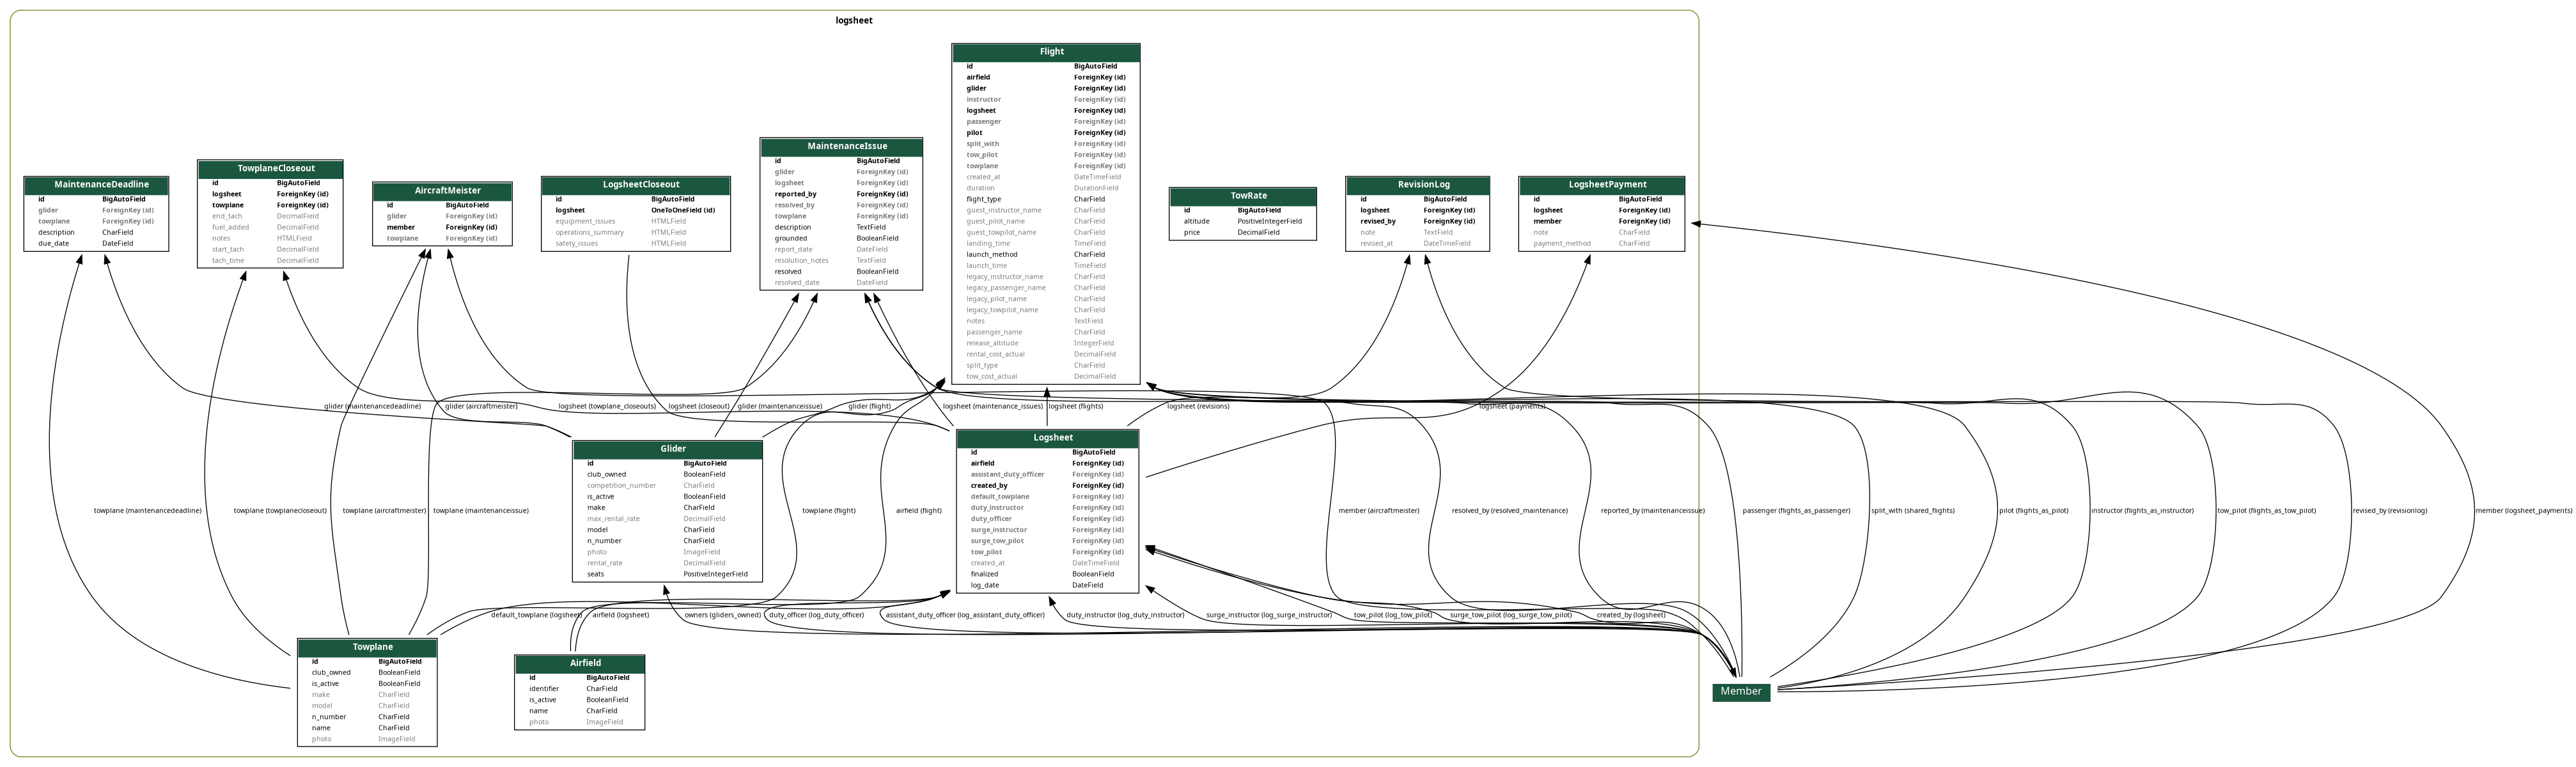 logsheet
Flight
id BigAutoField
airfield ForeignKey (id)
glider ForeignKey (id)
instructor ForeignKey (id)
logsheet ForeignKey (id)
passenger ForeignKey (id)
pilot ForeignKey (id)
split_with ForeignKey (id)
tow_pilot ForeignKey (id)
towplane ForeignKey (id)
created_at DateTimeField
duration DurationField
flight_type CharField
guest_instructor_name CharField
guest_pilot_name CharField
guest_towpilot_name CharField
landing_time TimeField
launch_method CharField
launch_time TimeField
legacy_instructor_name CharField
legacy_passenger_name CharField
legacy_pilot_name CharField
legacy_towpilot_name CharField
notes TextField
passenger_name CharField
release_altitude IntegerField
rental_cost_actual DecimalField
split_type CharField
tow_cost_actual DecimalField
MaintenanceDeadline
id BigAutoField
glider ForeignKey (id)
towplane ForeignKey (id)
description CharField
due_date DateField
TowplaneCloseout
id BigAutoField
logsheet ForeignKey (id)
towplane ForeignKey (id)
end_tach DecimalField
fuel_added DecimalField
notes HTMLField
start_tach DecimalField
tach_time DecimalField
AircraftMeister
id BigAutoField
glider ForeignKey (id)
member ForeignKey (id)
towplane ForeignKey (id)
LogsheetCloseout
id BigAutoField
logsheet OneToOneField (id)
equipment_issues HTMLField
operations_summary HTMLField
safety_issues HTMLField
MaintenanceIssue
id BigAutoField
glider ForeignKey (id)
logsheet ForeignKey (id)
reported_by ForeignKey (id)
resolved_by ForeignKey (id)
towplane ForeignKey (id)
description TextField
grounded BooleanField
report_date DateField
resolution_notes TextField
resolved BooleanField
resolved_date DateField
TowRate
id BigAutoField
altitude PositiveIntegerField
price DecimalField
RevisionLog
id BigAutoField
logsheet ForeignKey (id)
revised_by ForeignKey (id)
note TextField
revised_at DateTimeField
LogsheetPayment
id BigAutoField
logsheet ForeignKey (id)
member ForeignKey (id)
note CharField
payment_method CharField
glider (maintenancedeadline)
glider (aircraftmeister)
logsheet (towplane_closeouts)
logsheet (closeout)
glider (maintenanceissue)
glider (flight)
logsheet (maintenance_issues)
logsheet (flights)
logsheet (revisions)
logsheet (payments)
Glider
id BigAutoField
club_owned BooleanField
competition_number CharField
is_active BooleanField
make CharField
max_rental_rate DecimalField
model CharField
n_number CharField
photo ImageField
rental_rate DecimalField
seats PositiveIntegerField
Logsheet
id BigAutoField
airfield ForeignKey (id)
assistant_duty_officer ForeignKey (id)
created_by ForeignKey (id)
default_towplane ForeignKey (id)
duty_instructor ForeignKey (id)
duty_officer ForeignKey (id)
surge_instructor ForeignKey (id)
surge_tow_pilot ForeignKey (id)
tow_pilot ForeignKey (id)
created_at DateTimeField
finalized BooleanField
log_date DateField
towplane (maintenancedeadline)
towplane (towplanecloseout)
towplane (aircraftmeister)
towplane (maintenanceissue)
towplane (flight)
airfield (flight)
member (aircraftmeister)
resolved_by (resolved_maintenance)
reported_by (maintenanceissue)
passenger (flights_as_passenger)
split_with (shared_flights)
pilot (flights_as_pilot)
instructor (flights_as_instructor)
tow_pilot (flights_as_tow_pilot)
revised_by (revisionlog)
member (logsheet_payments)
default_towplane (logsheet)
airfield (logsheet)
owners (gliders_owned)
duty_officer (log_duty_officer)
assistant_duty_officer (log_assistant_duty_officer)
duty_instructor (log_duty_instructor)
surge_instructor (log_surge_instructor)
tow_pilot (log_tow_pilot)
surge_tow_pilot (log_surge_tow_pilot)
created_by (logsheet)
Towplane
id BigAutoField
club_owned BooleanField
is_active BooleanField
make CharField
model CharField
n_number CharField
name CharField
photo ImageField
Airfield
id BigAutoField
identifier CharField
is_active BooleanField
name CharField
photo ImageField
Member